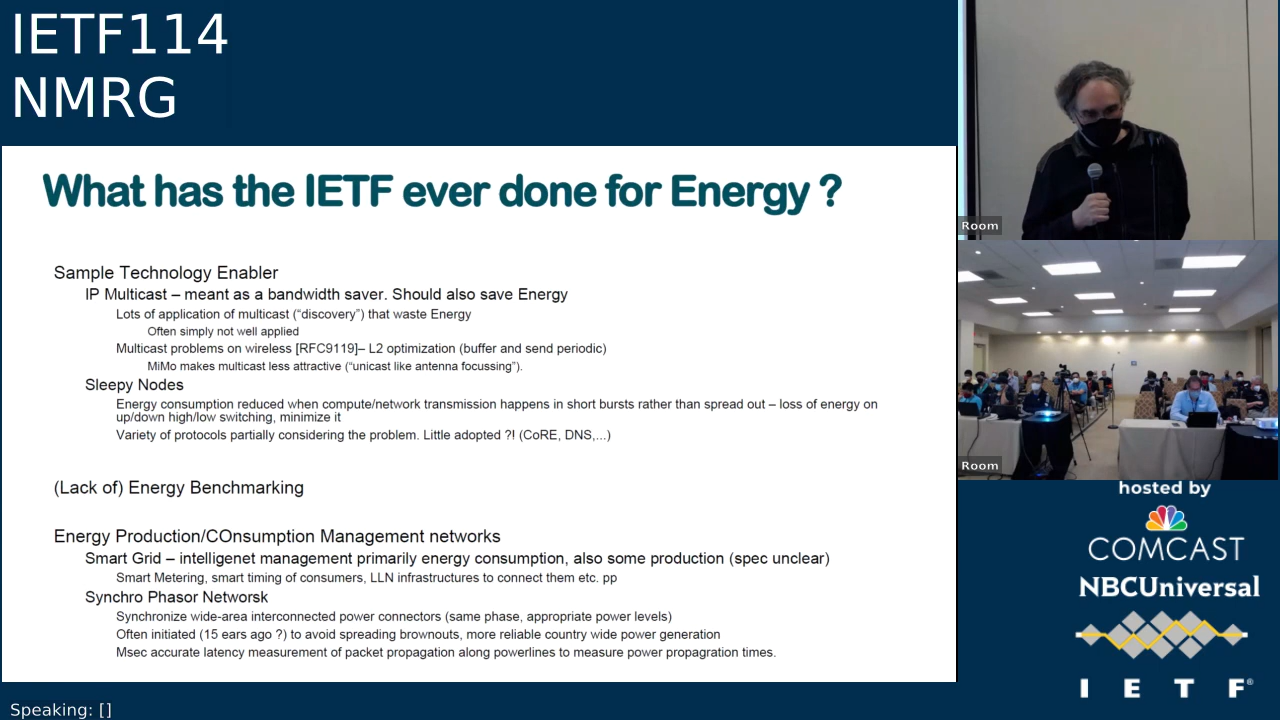 IETF114
NMRG
What has the IETF ever done for Energy ?
Sample Technology Enabler
IP Multicast – meant as a bandwidth saver. Should also save Energy
Lots of application of multicast (“discovery”) that waste Energy
Often simply not well applied
Multicast problems on wireless [RFC9119]– L2 optimization (buffer and send periodic)
MiMo makes multicast less attractive (“unicast like antenna focussing”).
Sleepy Nodes
Energy consumption reduced when compute/network transmission happens in short bursts rather than spread out – loss of energy on
up/down high/low switching, minimize it
Variety of protocols partially considering the problem. Little adopted ?! (CoRE, DNS,...)
(Lack of) Energy Benchmarking
Energy Production/COnsumption Management networks
Smart Grid – intelligenet management primarily energy consumption, also some production (spec unclear)
Smart Metering, smart timing of consumers, LLN infrastructures to connect them etc. pp
Synchro Phasor Networsk
Synchronize wide-area interconnected power connectors (same phase, appropriate power levels)
Often initiated (15 ears ago ?) to avoid spreading brownouts, more reliable country wide power generation
Msec accurate latency measurement of packet propagation along powerlines to measure power propagration times.
Room
Room
hosted by
COMCAST
NBCUniversal
I E T F®
Speaking: []